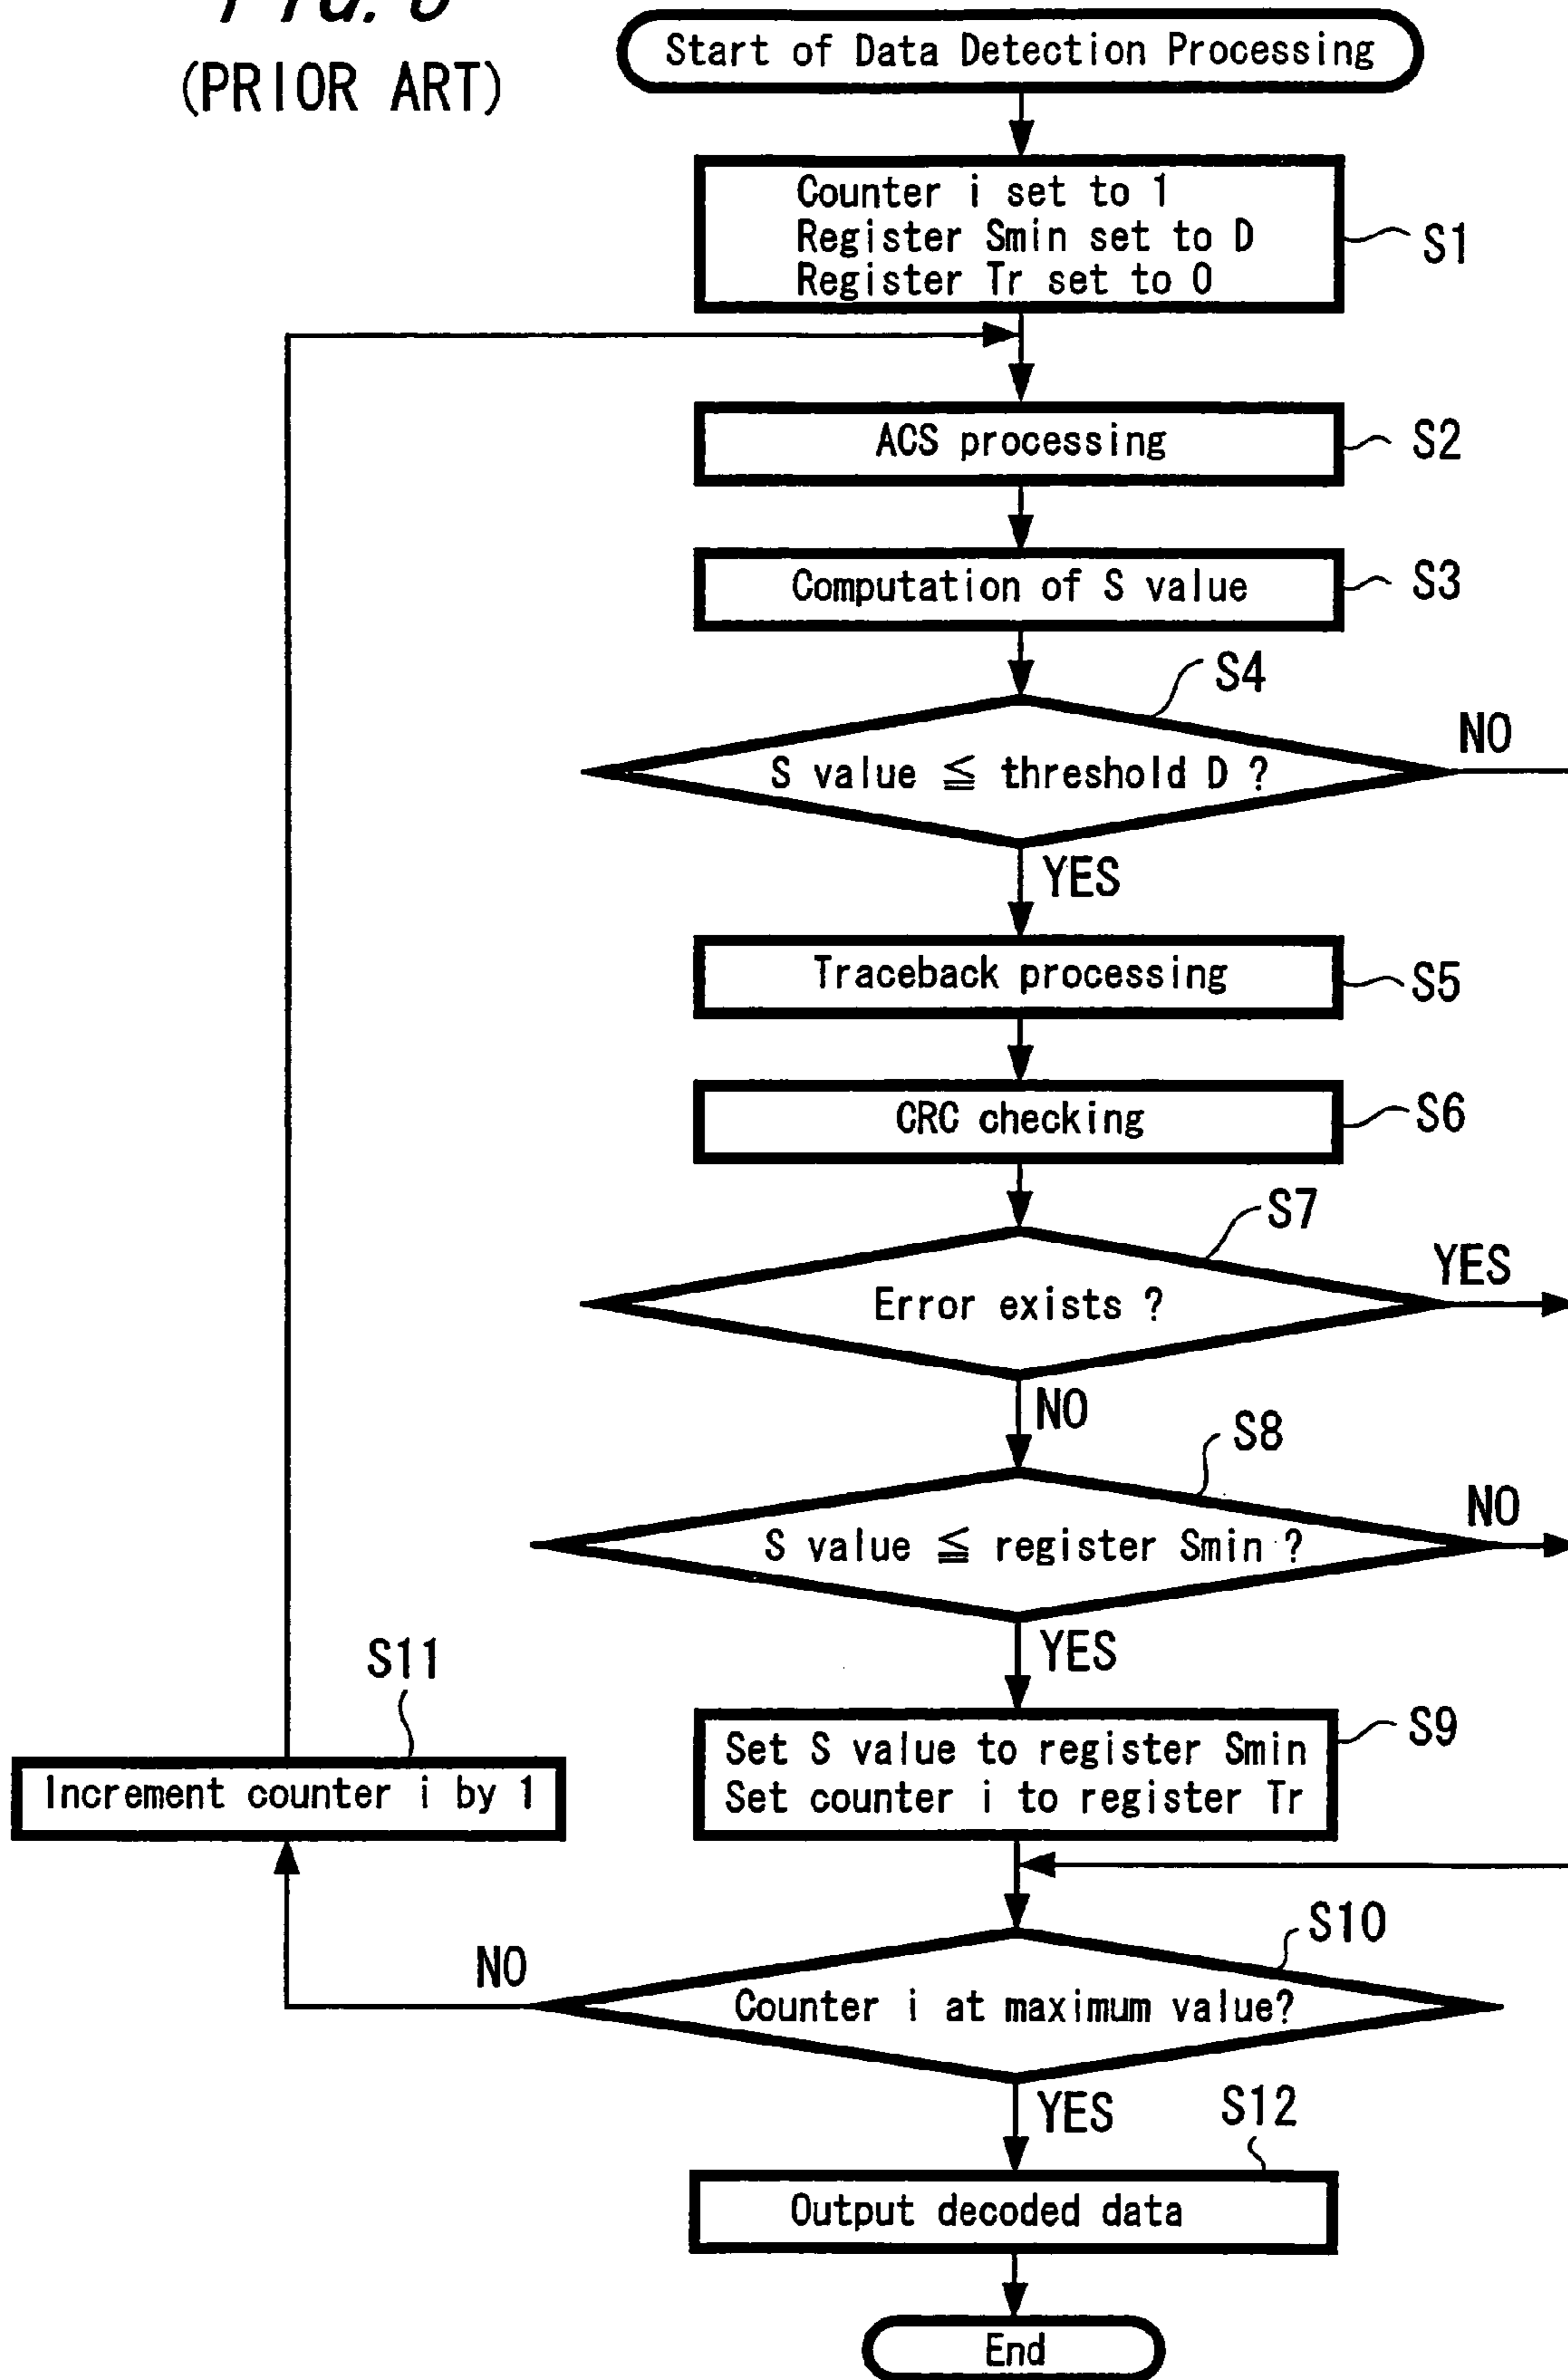 (PRIOR ART)
Start of Data Detection Processing
Counter i set to 1
Register Smin set to D
Register Tr set to 0
S1
ACS processing
S2
Computation of S value
S3
S4
S value ≦ threshold D ?
NO
YES
Traceback processing
S5
CRC checking
S6
S7
Error exists ?
YES
NO
S8
S value ≦ register Smin ?
NO
YES
S11
Increment counter i by 1
Set S value to register Smin
Set counter i to register Tr
S9
S10
Counter i at maximum value?
NO
YES
S12
Output decoded data
End